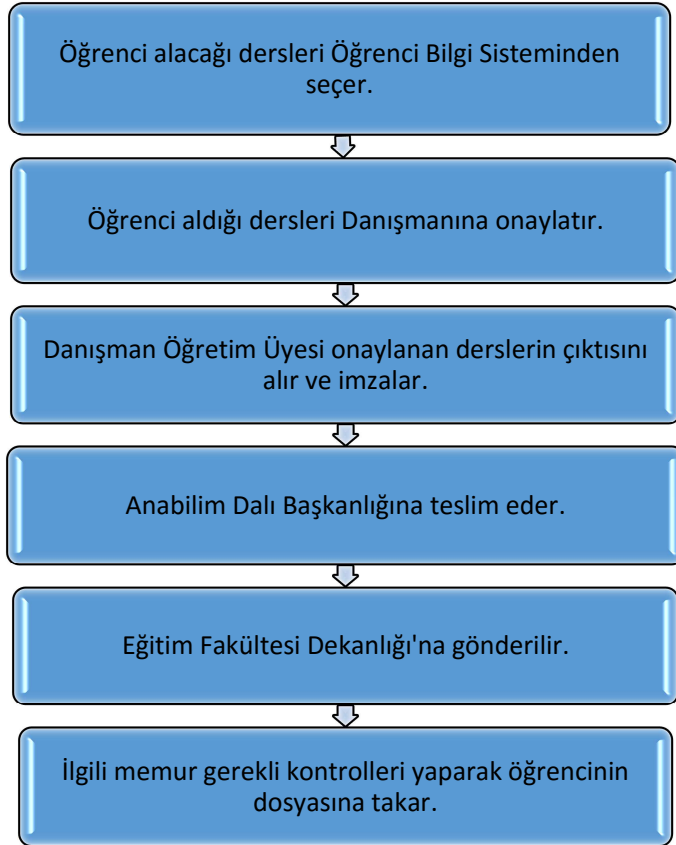 Öğrenci alacağı dersleri Öğrenci Bilgi Sisteminden
seçer.
Öğrenci aldığı dersleri Danışmanına onaylatır.
Danışman Öğretim Üyesi onaylanan derslerin çıktısını
alır ve imzalar.
Anabilim Dalı Başkanlığına teslim eder.
Eğitim Fakültesi Dekanlığı'na gönderilir.
İlgili memur gerekli kontrolleri yaparak öğrencinin
dosyasına takar.